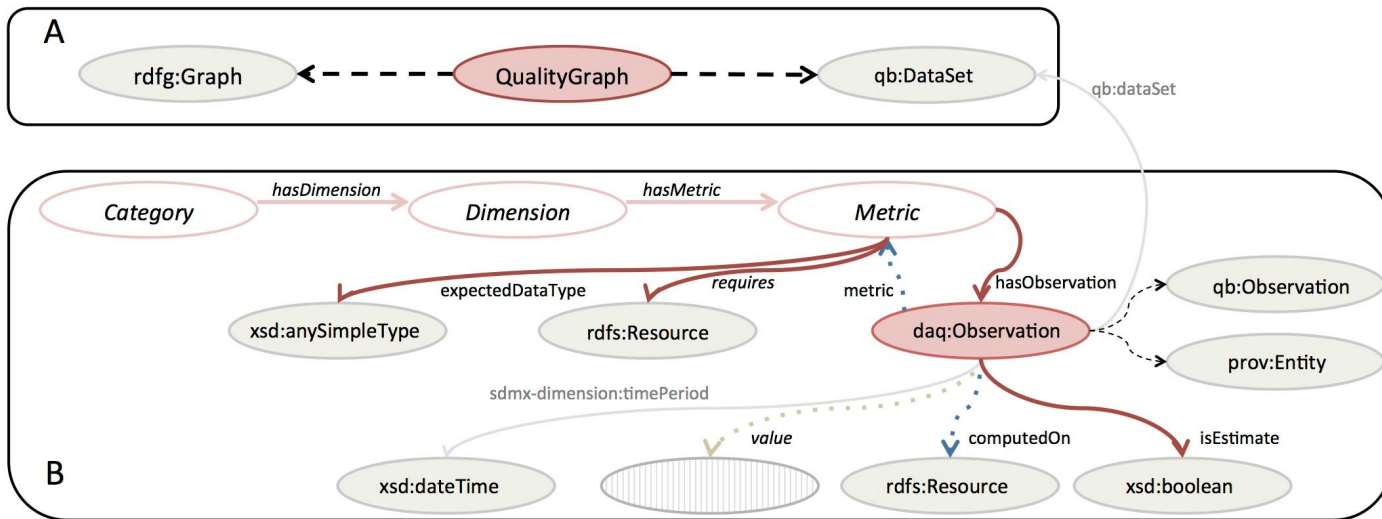 A
rdfg:Graph
QualityGraph
qb:DataSet
qb:dataSet
Category
hasDimension
Dimension
hasMetric
Metric
expectedDataType
requires
metric
hasObservation
qb:Observation
xsd:anySimpleType
rdfs:Resource
daq:Observation
prov:Entity
sdmx-dimension:timePeriod
value
computedOn
isEstimate
B
xsd:dateTime
rdfs:Resource
xsd:boolean